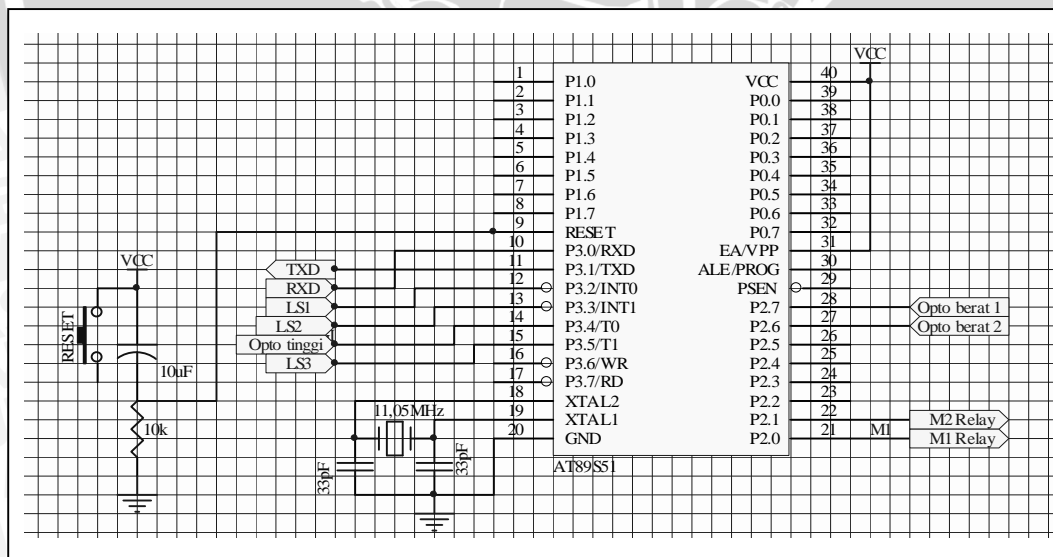 VCC
1 P1.0 VCC 40
2 P1.1 P0.0 39
3 P1.2 P0.1 38
4 P1.3 P0.2 37
5 P1.4 P0.3 36
6 P1.5 P0.4 35
7 P1.6 P0.5 34
8 P1.7 P0.6 33
9 RESET P0.7 32
10 P3.0/RXD EA/VPP 31
11 P3.1/TXD ALE/PROG 30
12 P3.2/INT0 PSEN 29
13 P3.3/INT1 P2.7 28
14 P3.4/T0 P2.6 27
15 P3.5/T1 P2.5 26
16 P3.6/WR P2.4 25
17 P3.7/RD P2.3 24
18 XTAL2 P2.2 23
19 XTAL1 P2.1 22
20 GND P2.0 21
AT89S51
VCC
RESET
10uF
10k
TXD
RXD
LS1
LS2
Opto tinggi
LS3
11,05MHz
33pF
33pF
Opto berat 1
Opto berat 2
M2 Relay
M1
M1 Relay